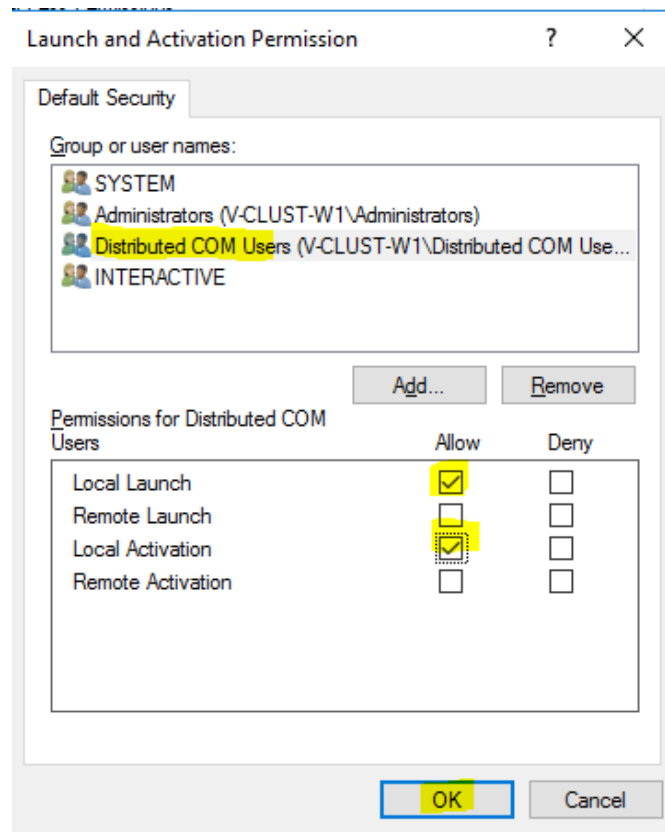 Launch and Activation Permission ? ×
Default Security
Group or user names:
SYSTEM
Administrators (V-CLUST-W1\Administrators)
Distributed COM Users (V-CLUST-W1\Distributed COM Use...
INTERACTIVE
Add... Remove
Permissions for Distributed COM
Users Allow Deny
Local Launch
Remote Launch
Local Activation
Remote Activation
OK Cancel